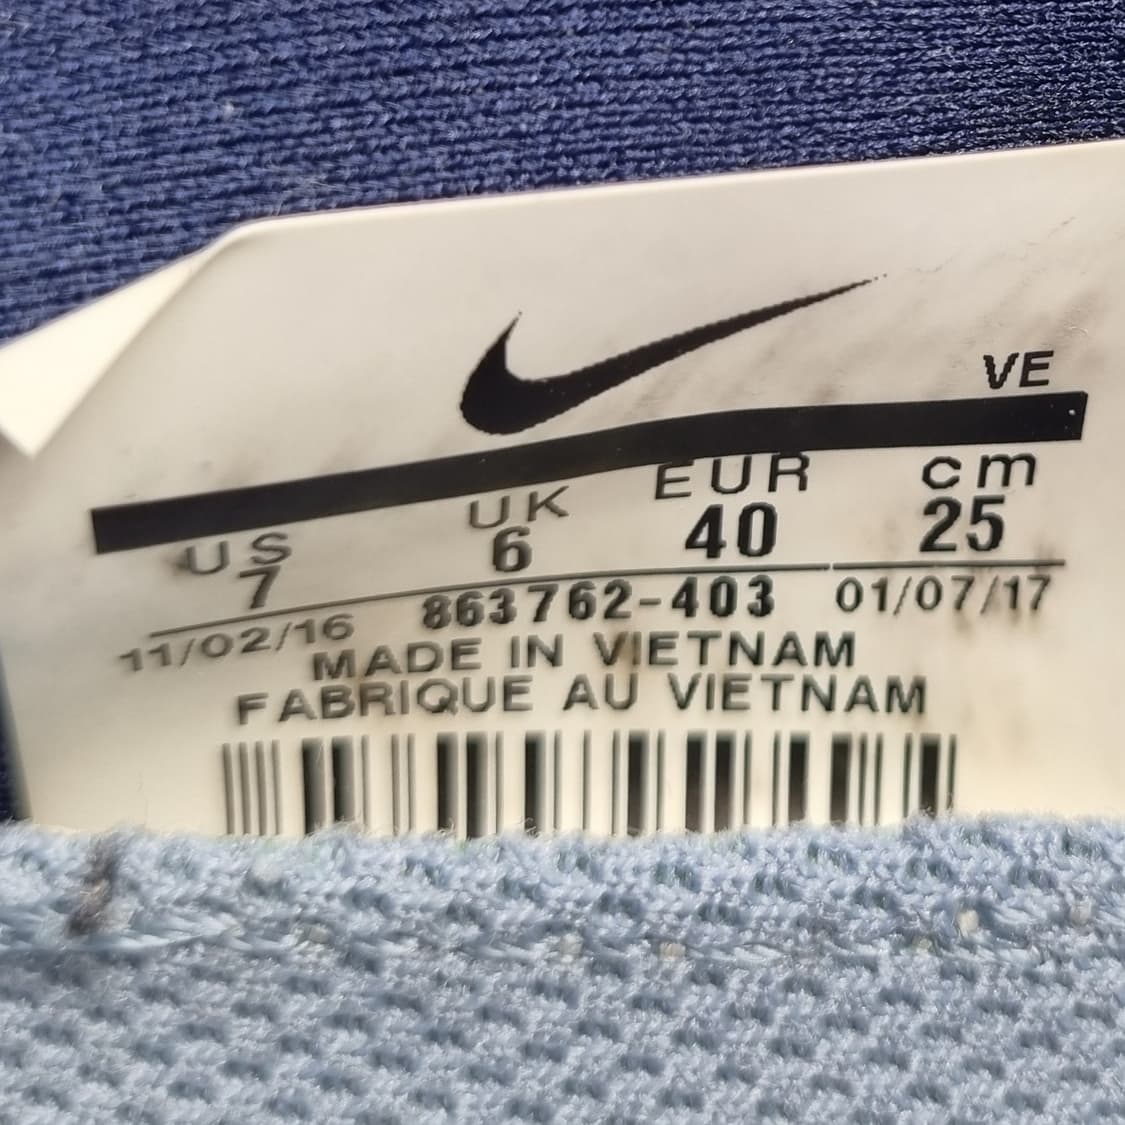 VE
US UK EUR cm
7 6 40 25
11/02/16 863762-403 01/07/17
MADE IN VIETNAM
FABRIQUE AU VIETNAM